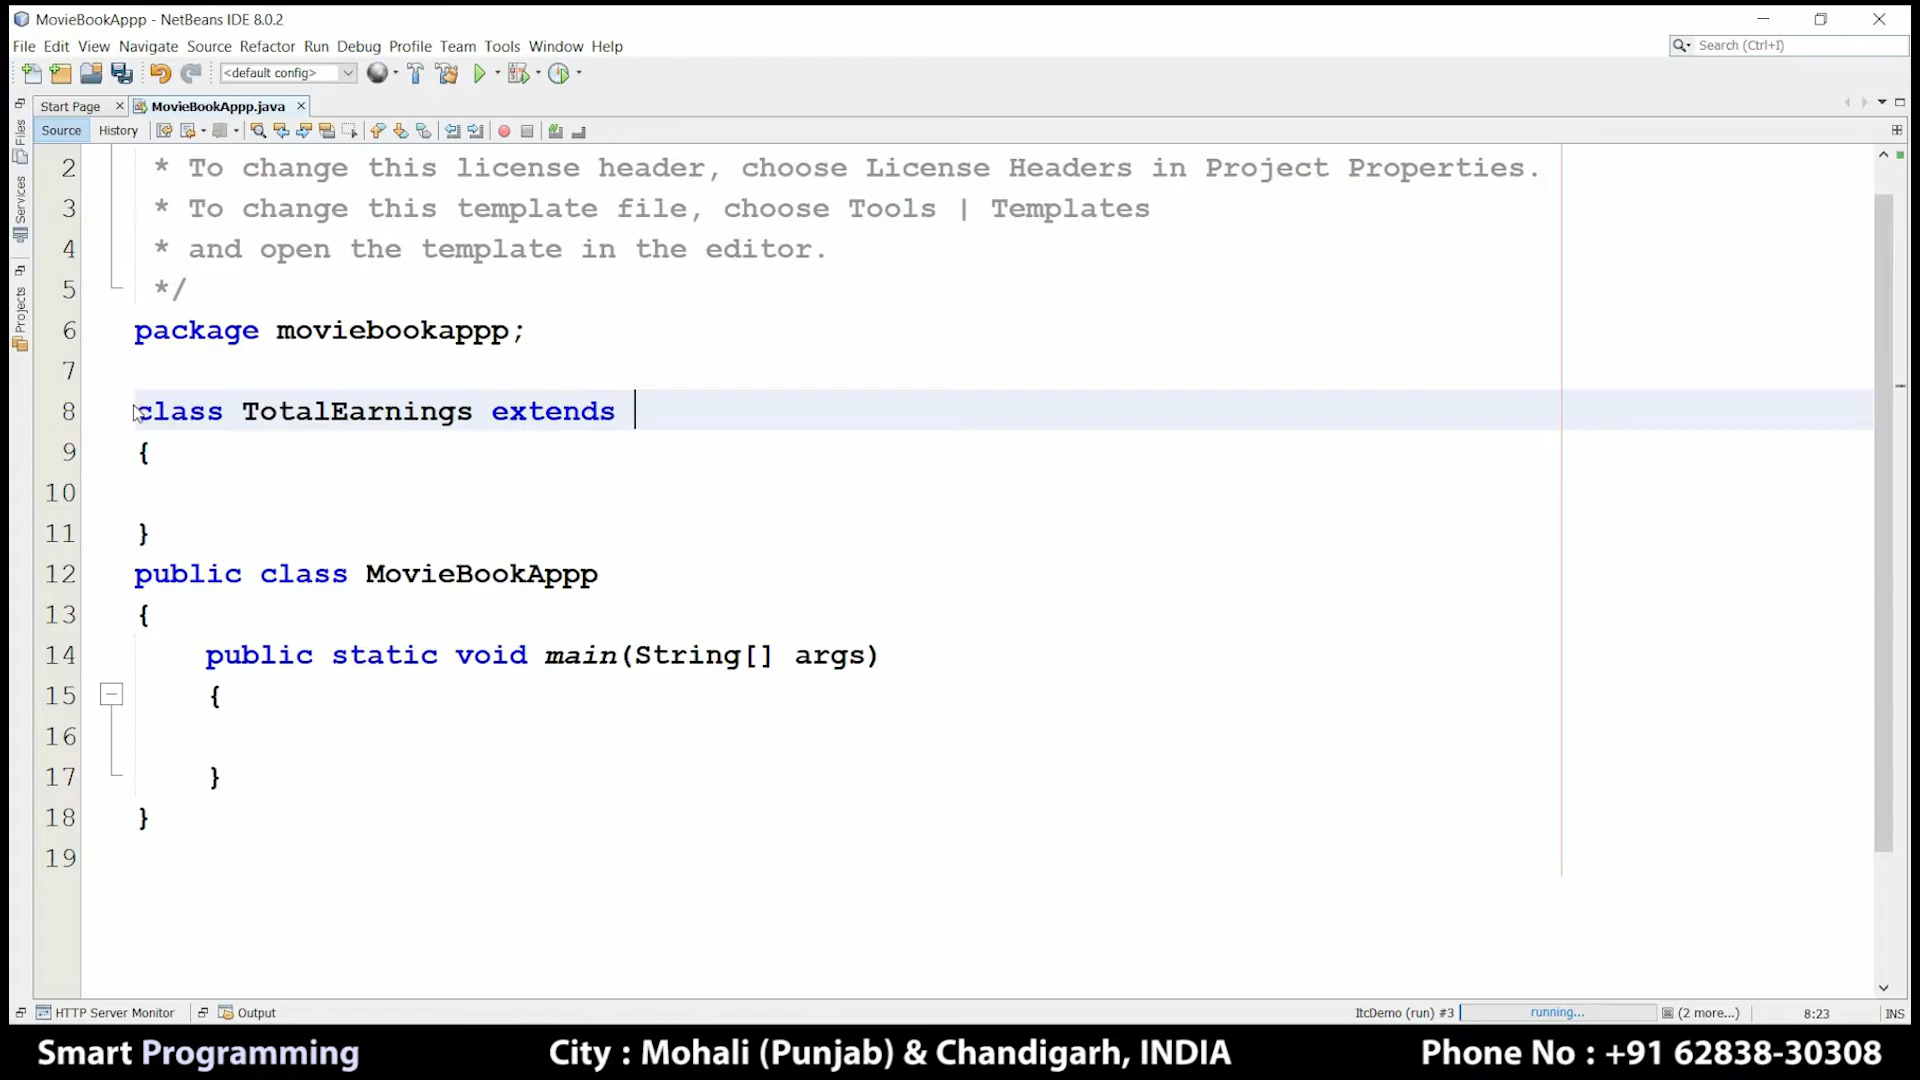 MovieBookAppp - NetBeans IDE 8.0.2
File Edit View Navigate Source Refactor Run Debug Profile Team Tools Window Help
Search (Ctrl+I)
<default config>
Start Page MovieBookAppp.java
Source History
Files
Services
Projects
2 * To change this license header, choose License Headers in Project Properties.
3 * To change this template file, choose Tools | Templates
4 * and open the template in the editor.
5 */
6 package moviebookappp;
7
8 class TotalEarnings extends
9 {
10
11 }
12 public class MovieBookAppp
13 {
14 public static void main(String[] args)
15 {
16
17 }
18 }
19
HTTP Server Monitor Output ItcDemo (run) #3 running... (2 more...) 8:23 INS
Smart Programming City : Mohali (Punjab) & Chandigarh, INDIA Phone No : +91 62838-30308